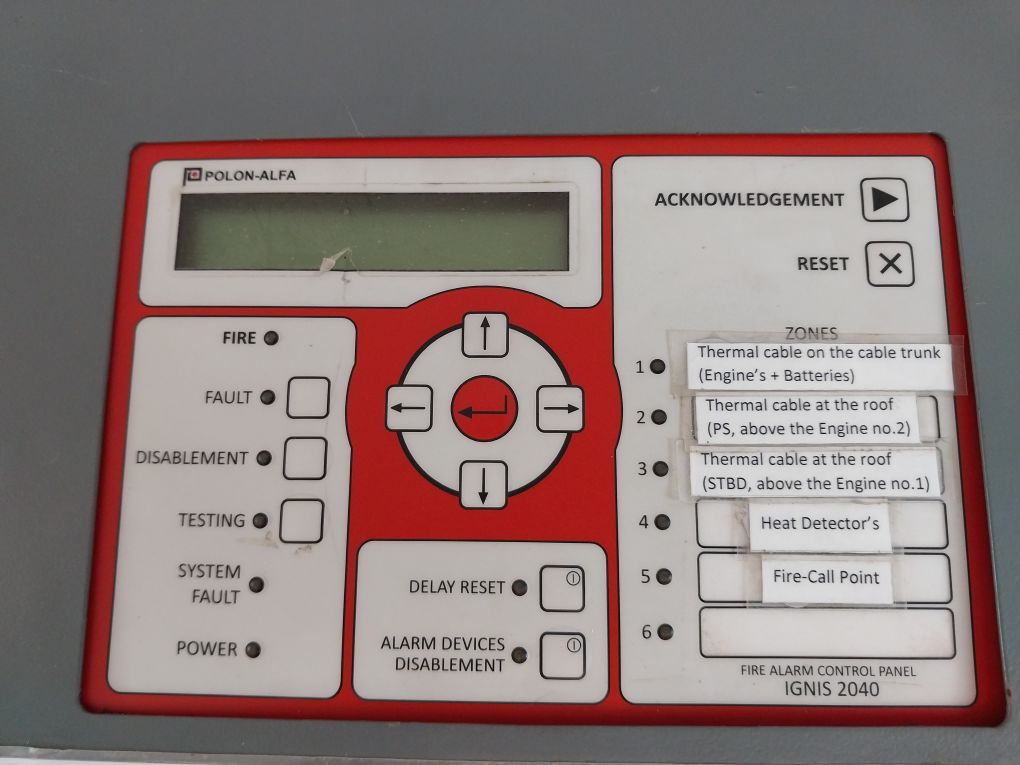 POLON-ALFA
ACKNOWLEDGEMENT
RESET
FIRE
FAULT
DISABLEMENT
TESTING
SYSTEM
FAULT
POWER
DELAY RESET
ALARM DEVICES
DISABLEMENT
ZONES
1 Thermal cable on the cable trunk
(Engine's + Batteries)
2 Thermal cable at the roof
(PS, above the Engine no.2)
3 Thermal cable at the roof
(STBD, above the Engine no.1)
4 Heat Detector's
5 Fire-Call Point
6
FIRE ALARM CONTROL PANEL
IGNIS 2040